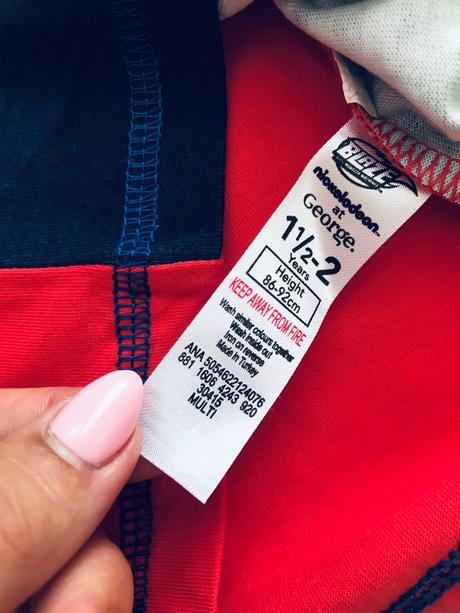 BLAZE
nickelodeon™
at
George.
1½-2
Years
Height
86-92cm
KEEP AWAY FROM FIRE
Wash similar colours together
Wash inside out
Iron on reverse
Made in Turkey
ANA 5054622124076
881 1606 4243 920
30415
MULTI